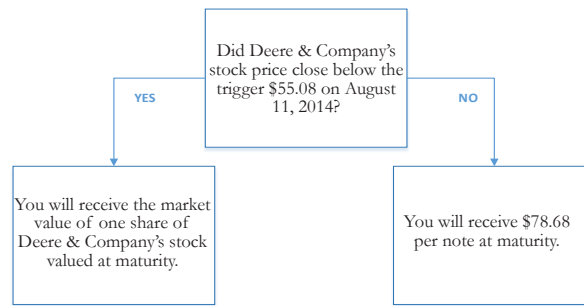 Did Deere & Company’s
stock price close below the
trigger $55.08 on August
11, 2014?
YES
NO
You will receive the market
value of one share of
Deere & Company’s stock
valued at maturity.
You will receive $78.68
per note at maturity.